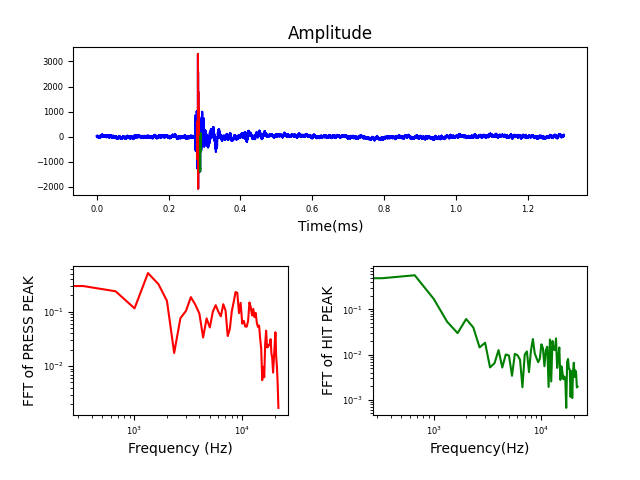 Amplitude
3000
2000
1000
0
−1000
−2000
0.0 0.2 0.4 0.6 0.8 1.0 1.2
Time(ms)
FFT of PRESS PEAK
10⁻¹
10⁻²
10³ 10⁴
Frequency (Hz)
FFT of HIT PEAK
10⁻¹
10⁻²
10⁻³
10³ 10⁴
Frequency(Hz)